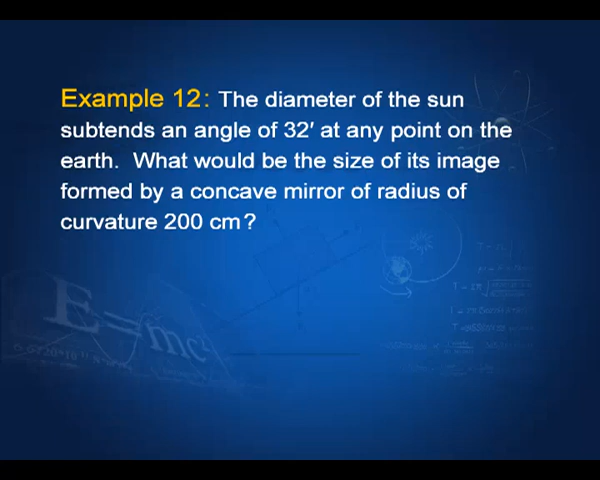 Example 12: The diameter of the sun
subtends an angle of 32′ at any point on the
earth. What would be the size of its image
formed by a concave mirror of radius of
curvature 200 cm?
E=mc²